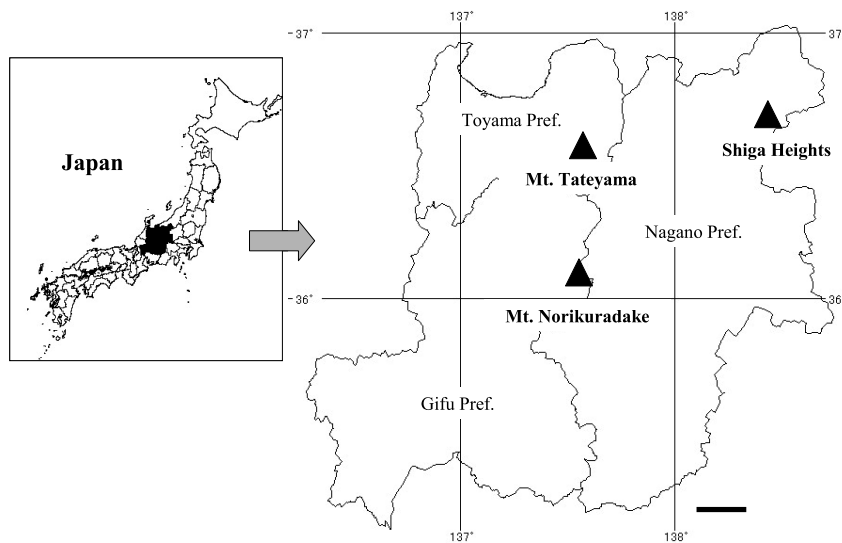 137°
138°
37°
37
Toyama Pref.
Shiga Heights
Japan
Mt. Tateyama
Nagano Pref.
36°
36
Mt. Norikuradake
Gifu Pref.
137°
138°